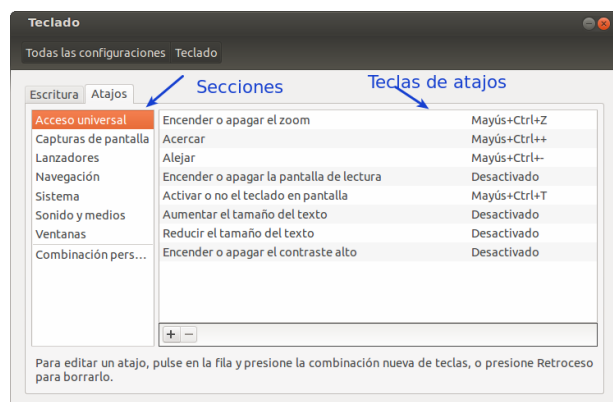 Teclado
Todas las configuraciones Teclado
Secciones
Teclas de atajos
Escritura Atajos
Acceso universal
Capturas de pantalla
Lanzadores
Navegación
Sistema
Sonido y medios
Ventanas
Combinación pers...
Encender o apagar el zoom Mayús+Ctrl+Z
Acercar Mayús+Ctrl++
Alejar Mayús+Ctrl+-
Encender o apagar la pantalla de lectura Desactivado
Activar o no el teclado en pantalla Mayús+Ctrl+T
Aumentar el tamaño del texto Desactivado
Reducir el tamaño del texto Desactivado
Encender o apagar el contraste alto Desactivado
Para editar un atajo, pulse en la fila y presione la combinación nueva de teclas, o presione Retroceso
para borrarlo.